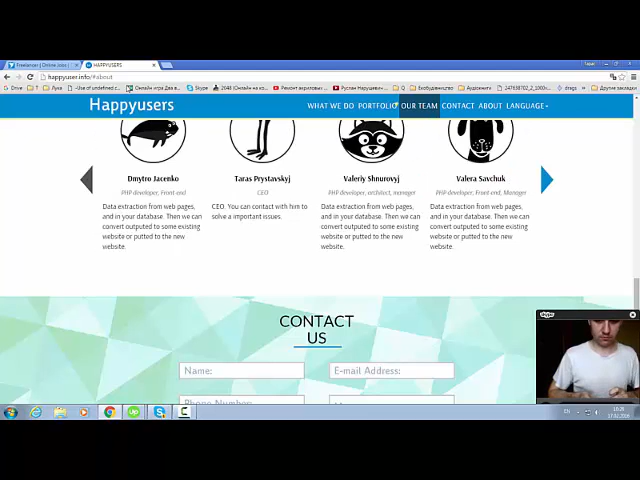 Freelancer | Online Jobs |
HAPPYUSERS
happyuser.info/#about
Drive
Skype
Happyusers
WHAT WE DO PORTFOLIO OUR TEAM CONTACT ABOUT LANGUAGE
Dmytro Jacenko
PHP-developer, Front-end
Data extraction from web pages,
and in your database. Then we can
convert outputed to some existing
website or putted to the new
website.
Taras Prystavskyj
CEO
CEO. You can contact with him to
solve a important issues.
Valeriy Shnurovyj
PHP-developer, architect, manager
Data extraction from web pages,
and in your database. Then we can
convert outputed to some existing
website or putted to the new
website.
Valera Savchuk
PHP-developer, Front end, Manager
Data extraction from web pages,
and in your database. Then we can
convert outputed to some existing
website or putted to the new
website.
CONTACT
US
Name:
E-mail Address:
Phone Number:
EN